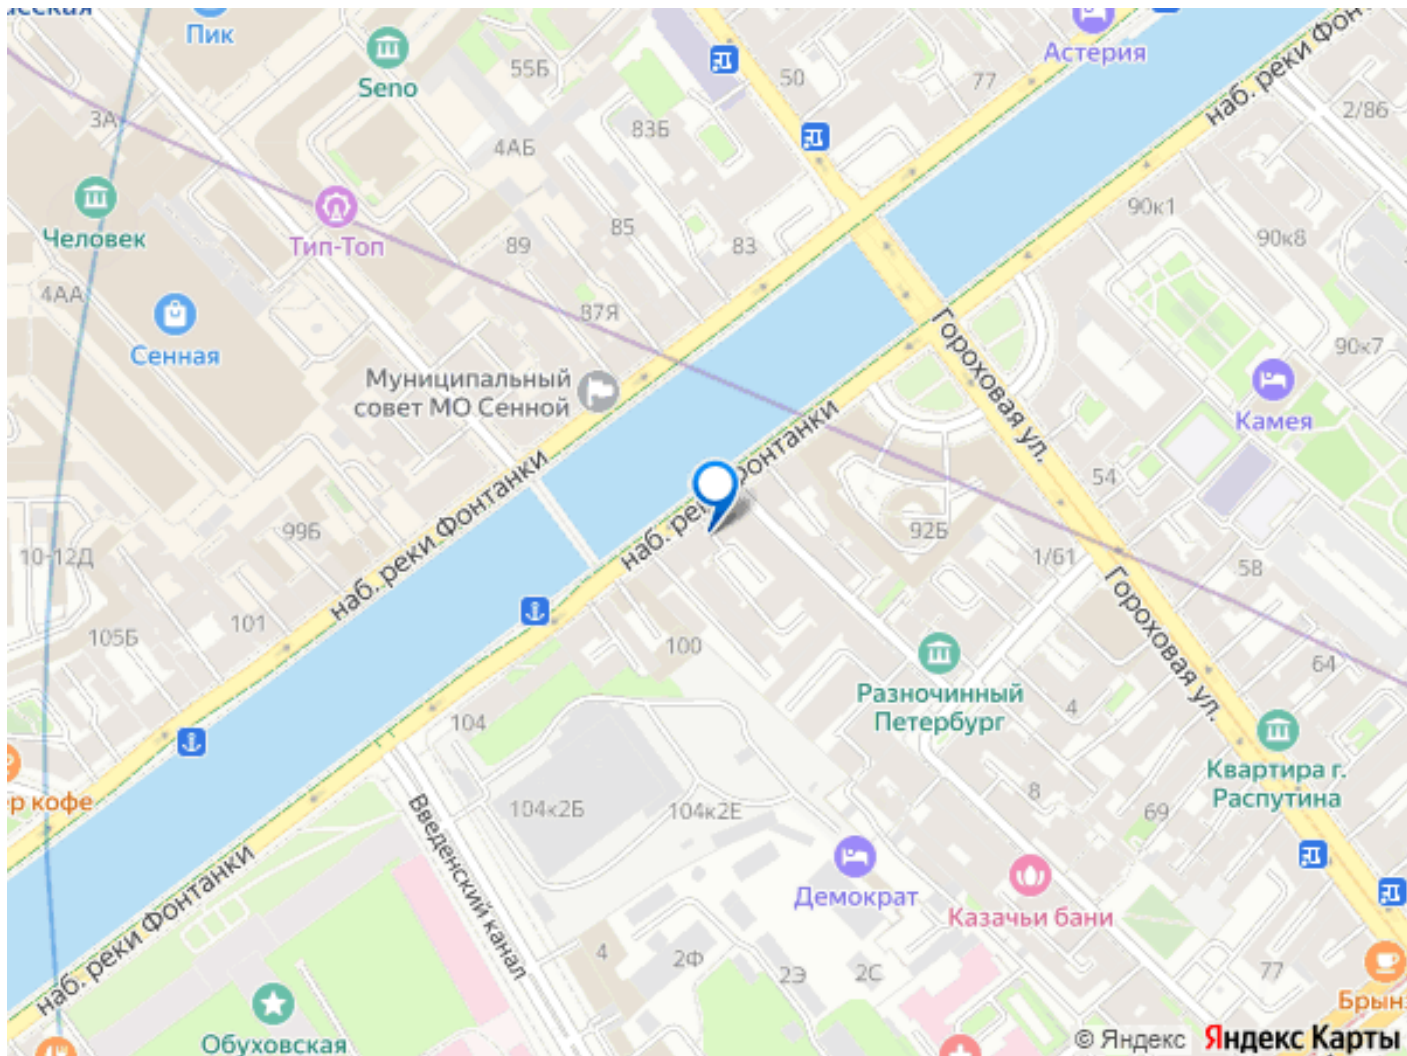 Пик
Seno
55Б
50
77
Астерия
наб. реки Фон
2/86
3А
4АБ
83Б
Человек
Тип-Топ
89
85
83
90к1
90к8
4АА
Сенная
87Я
Гороховая ул.
90к7
Муниципальный
совет МО Сенной
Камея
наб. реки Фонтанки
наб. рек
фонтанки
54
99Б
92Б
10-12Д
1/61
58
101
105Б
100
Гороховая ул.
64
Разночинный
Петербург
4
104
Квартира г.
Распутина
р кофе
104к2Б
104к2Е
8
69
Введенский канал
Демократ
Казачьи бани
наб. реки Фонтанки
4
2Ф
2Э
2С
77
Брын
Обуховская
© Яндекс Яндекс Карты